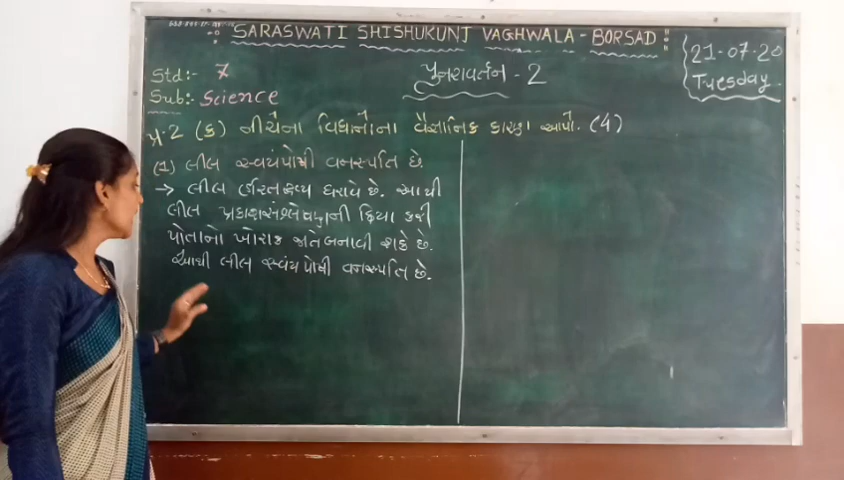 SARASWATI SHISHUKUNJ VAGHWALA - BORSAD
21-07-20
Tuesday
Std:- 7
પુનરાવર્તન - 2
Sub:- Science
પ્ર-2 (ક) નીચેના વિધાનોના વૈજ્ઞાનિક કારણો આપો. (4)
(1) લીલ સ્વયંપોષી વનસ્પતિ છે.
→ લીલ હરિતદ્રવ્ય ધરાવે છે. આથી
લીલ પ્રકાશસંશ્લેષણની ક્રિયા કરી
પોતાનો ખોરાક જાતે બનાવી શકે છે.
આથી લીલ સ્વયંપોષી વનસ્પતિ છે.